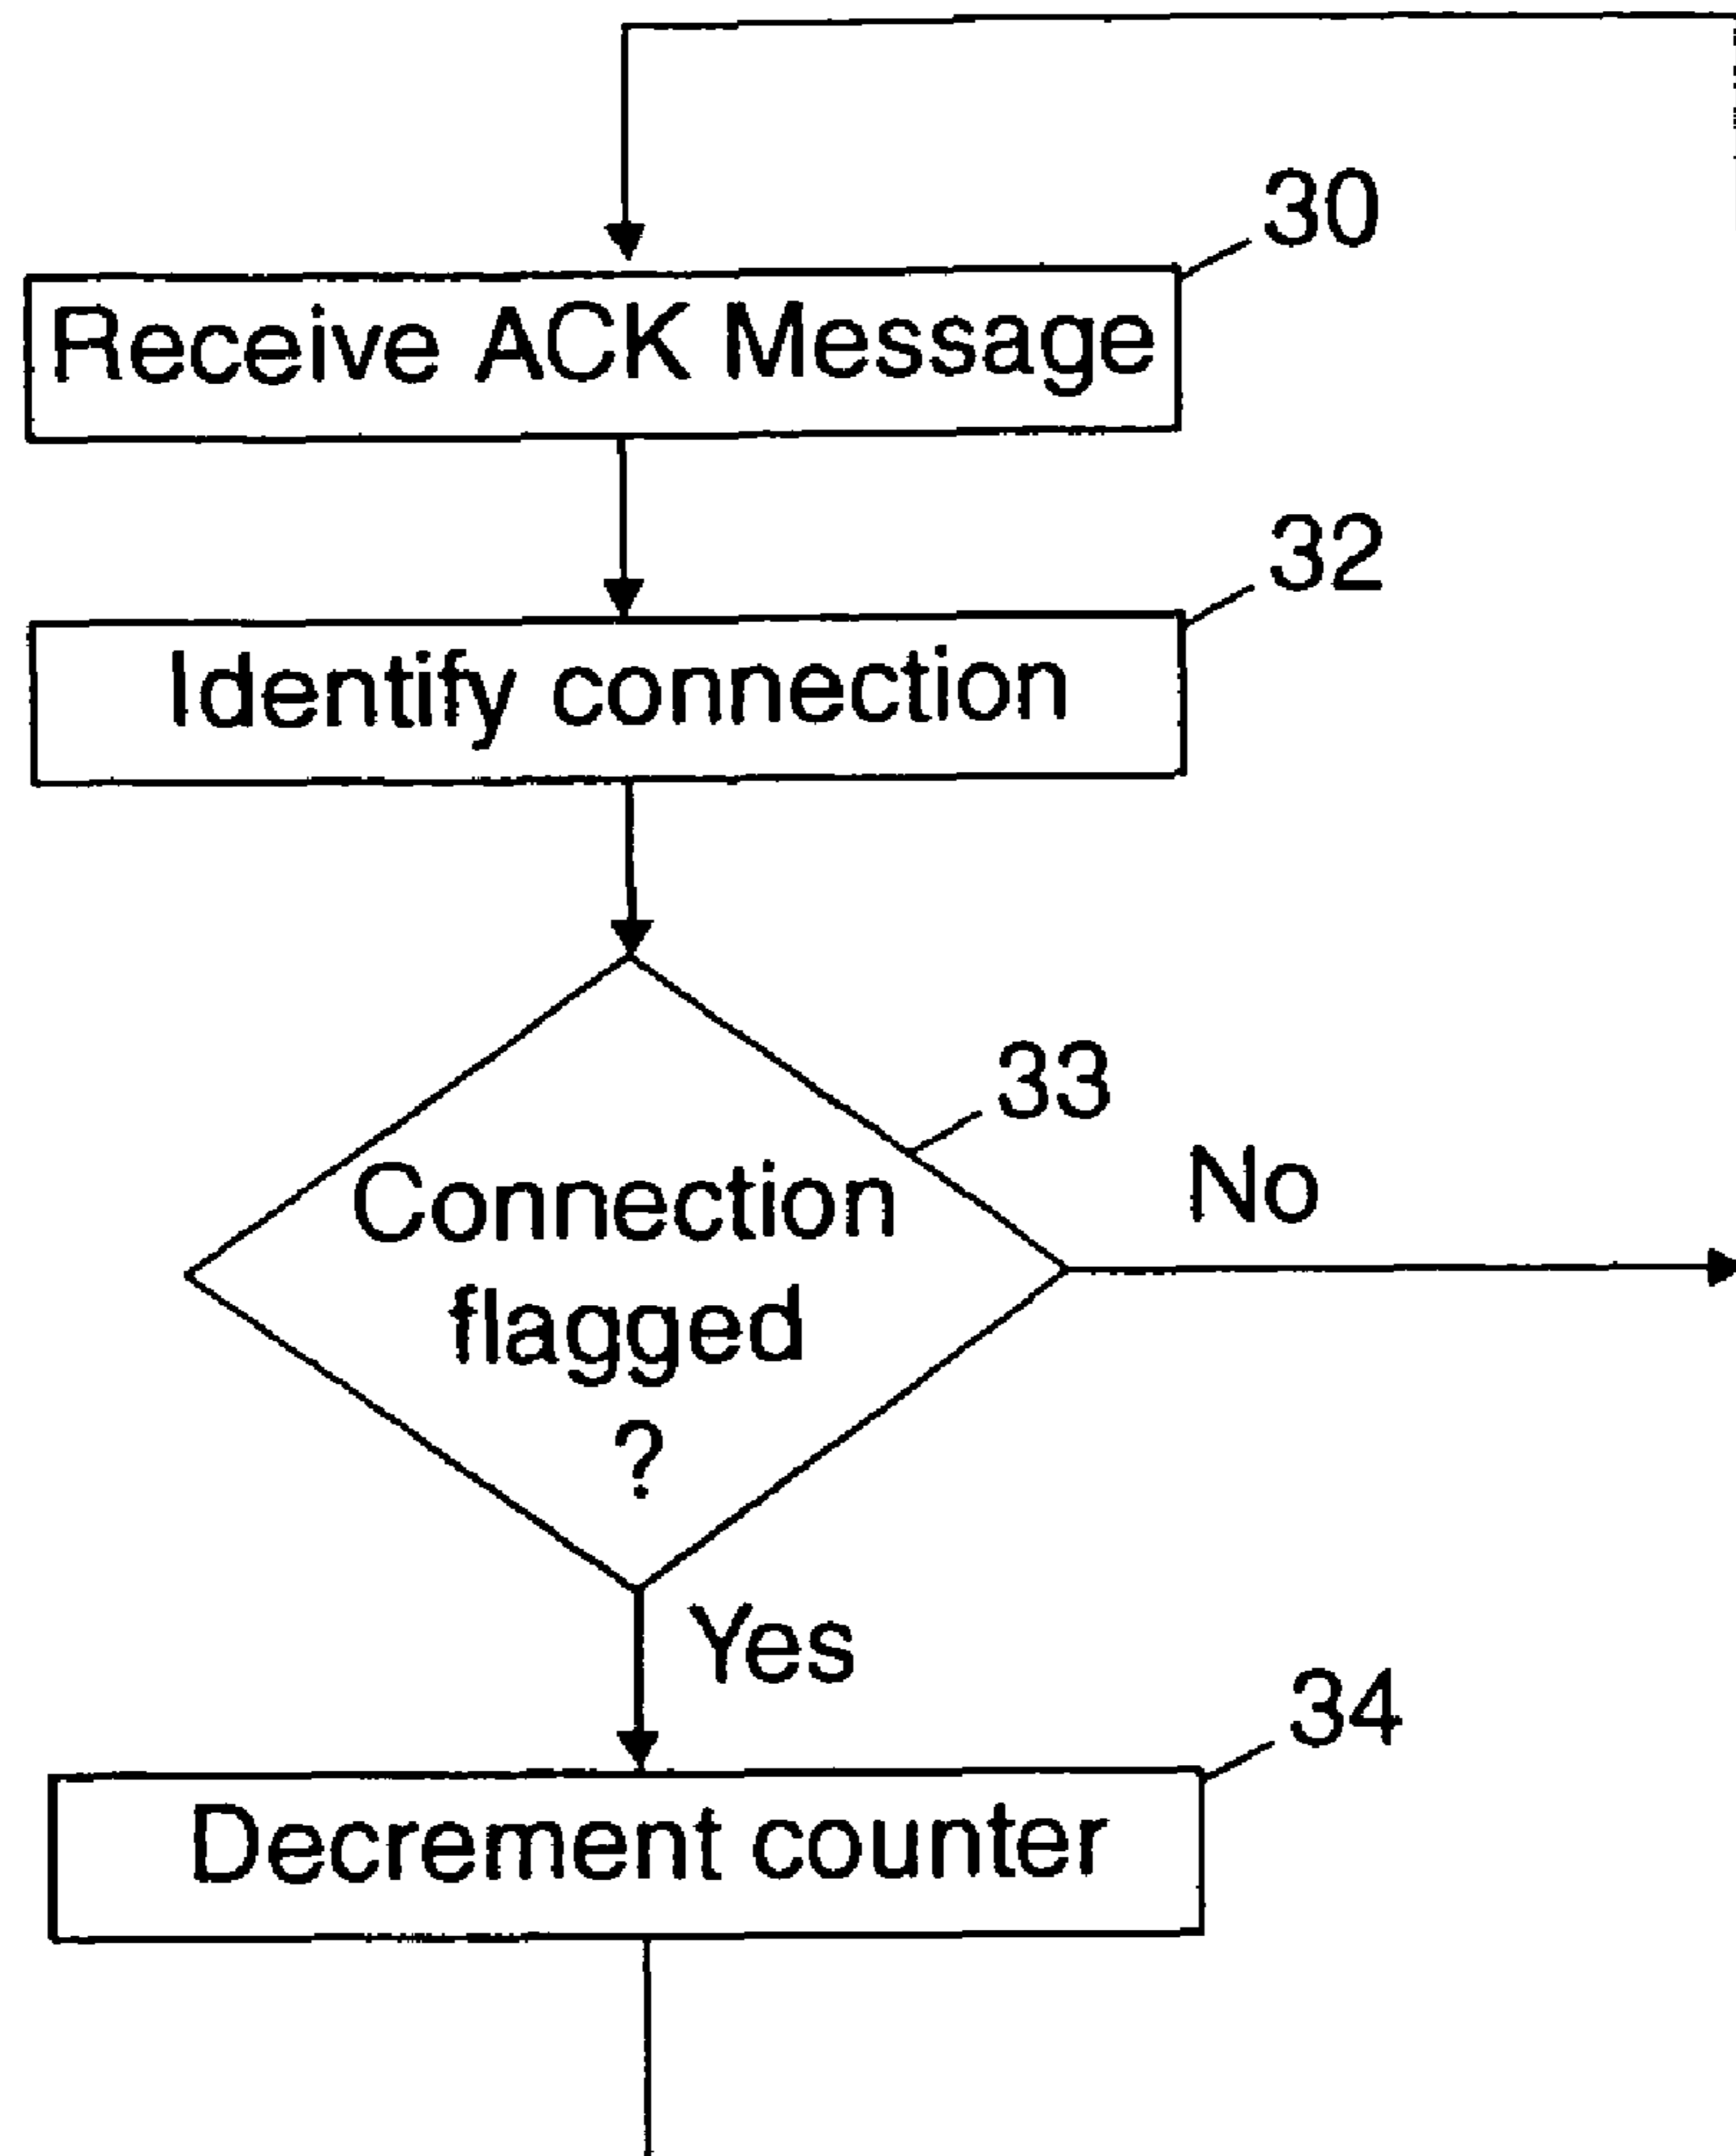 30
Receive ACK Message
32
Identify connection
33
Connection
flagged
?
No
Yes
34
Decrement counter